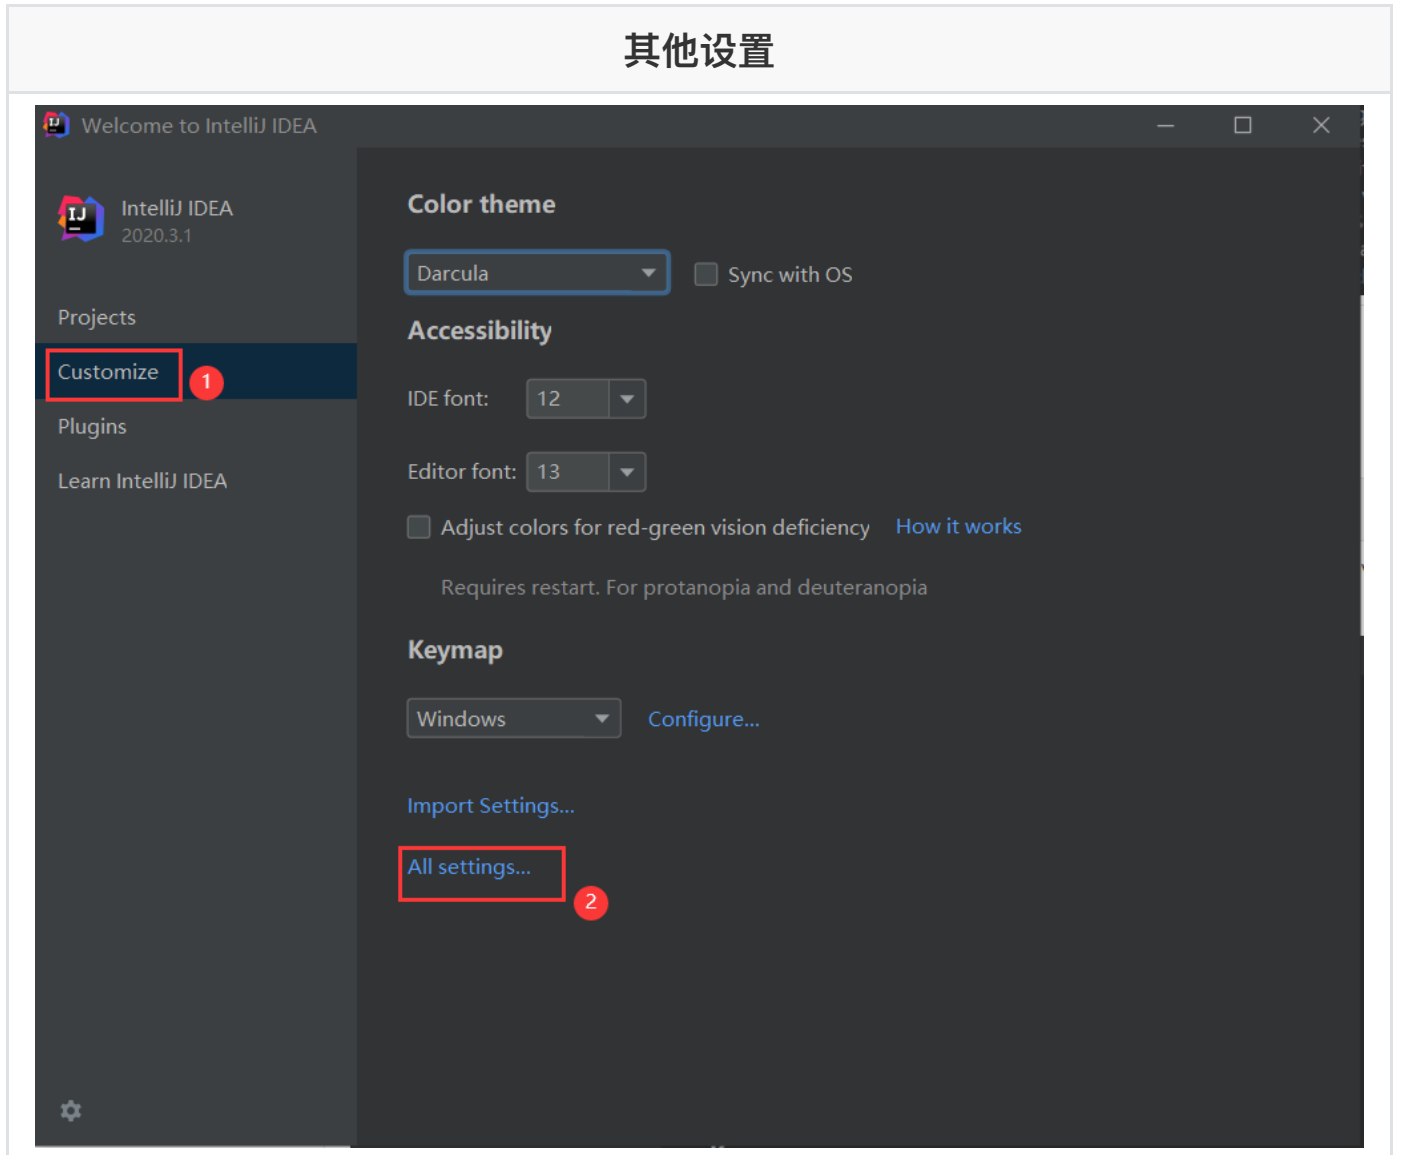 其他设置
Welcome to IntelliJ IDEA
IntelliJ IDEA
2020.3.1
Projects
Customize
1
Plugins
Learn IntelliJ IDEA
Color theme
Darcula
Sync with OS
Accessibility
IDE font:
12
Editor font:
13
Adjust colors for red-green vision deficiency
How it works
Requires restart. For protanopia and deuteranopia
Keymap
Windows
Configure...
Import Settings...
All settings...
2